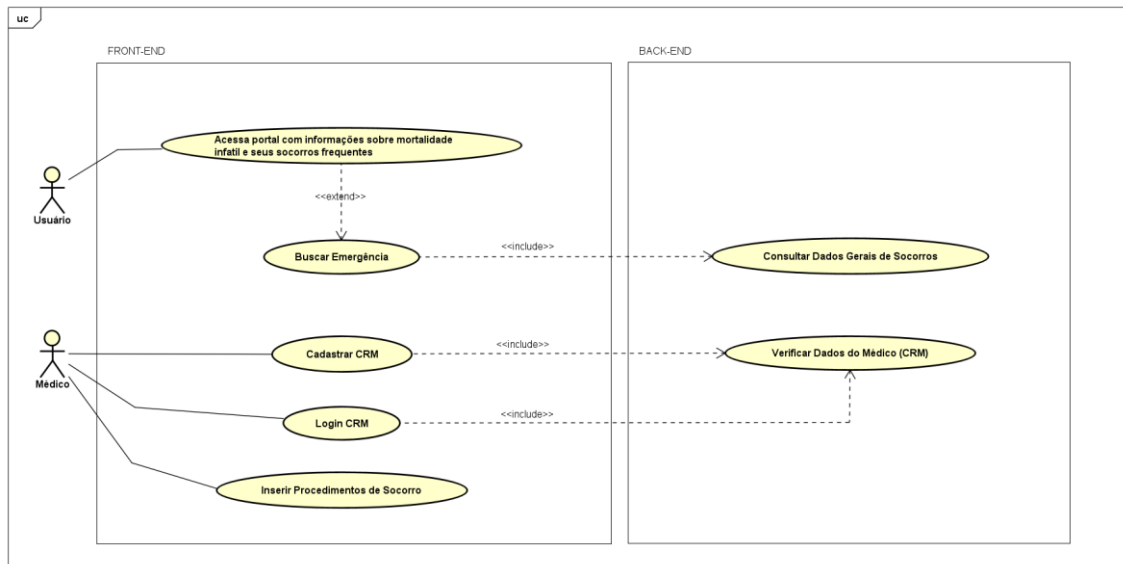 uc
FRONT-END
BACK-END
Acessa portal com informações sobre mortalidade
infatil e seus socorros frequentes
<<extend>>
Usuário
Buscar Emergência
<<include>>
Consultar Dados Gerais de Socorros
Médico
Cadastrar CRM
<<include>>
Verificar Dados do Médico (CRM)
Login CRM
<<include>>
Inserir Procedimentos de Socorro